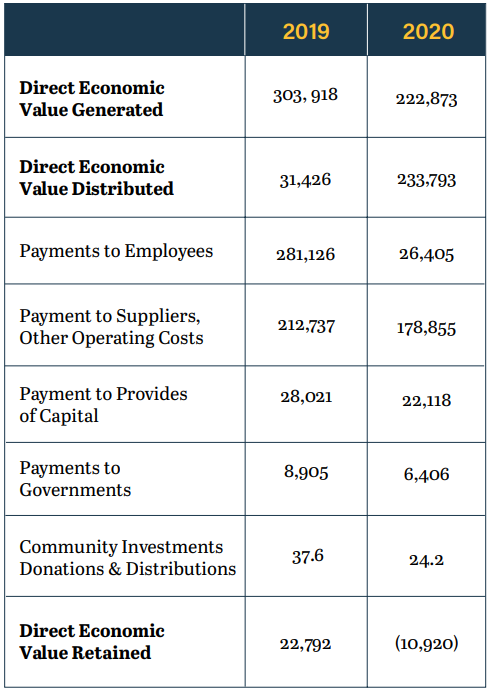 2019 2020
Direct Economic
Value Generated
303, 918 222,873
Direct Economic
Value Distributed
31,426 233,793
Payments to Employees 281,126 26,405
Payment to Suppliers,
Other Operating Costs
212,737 178,855
Payment to Provides
of Capital
28,021 22,118
Payments to
Governments
8,905 6,406
Community Investments
Donations & Distributions
37.6 24.2
Direct Economic
Value Retained
22,792 (10,920)